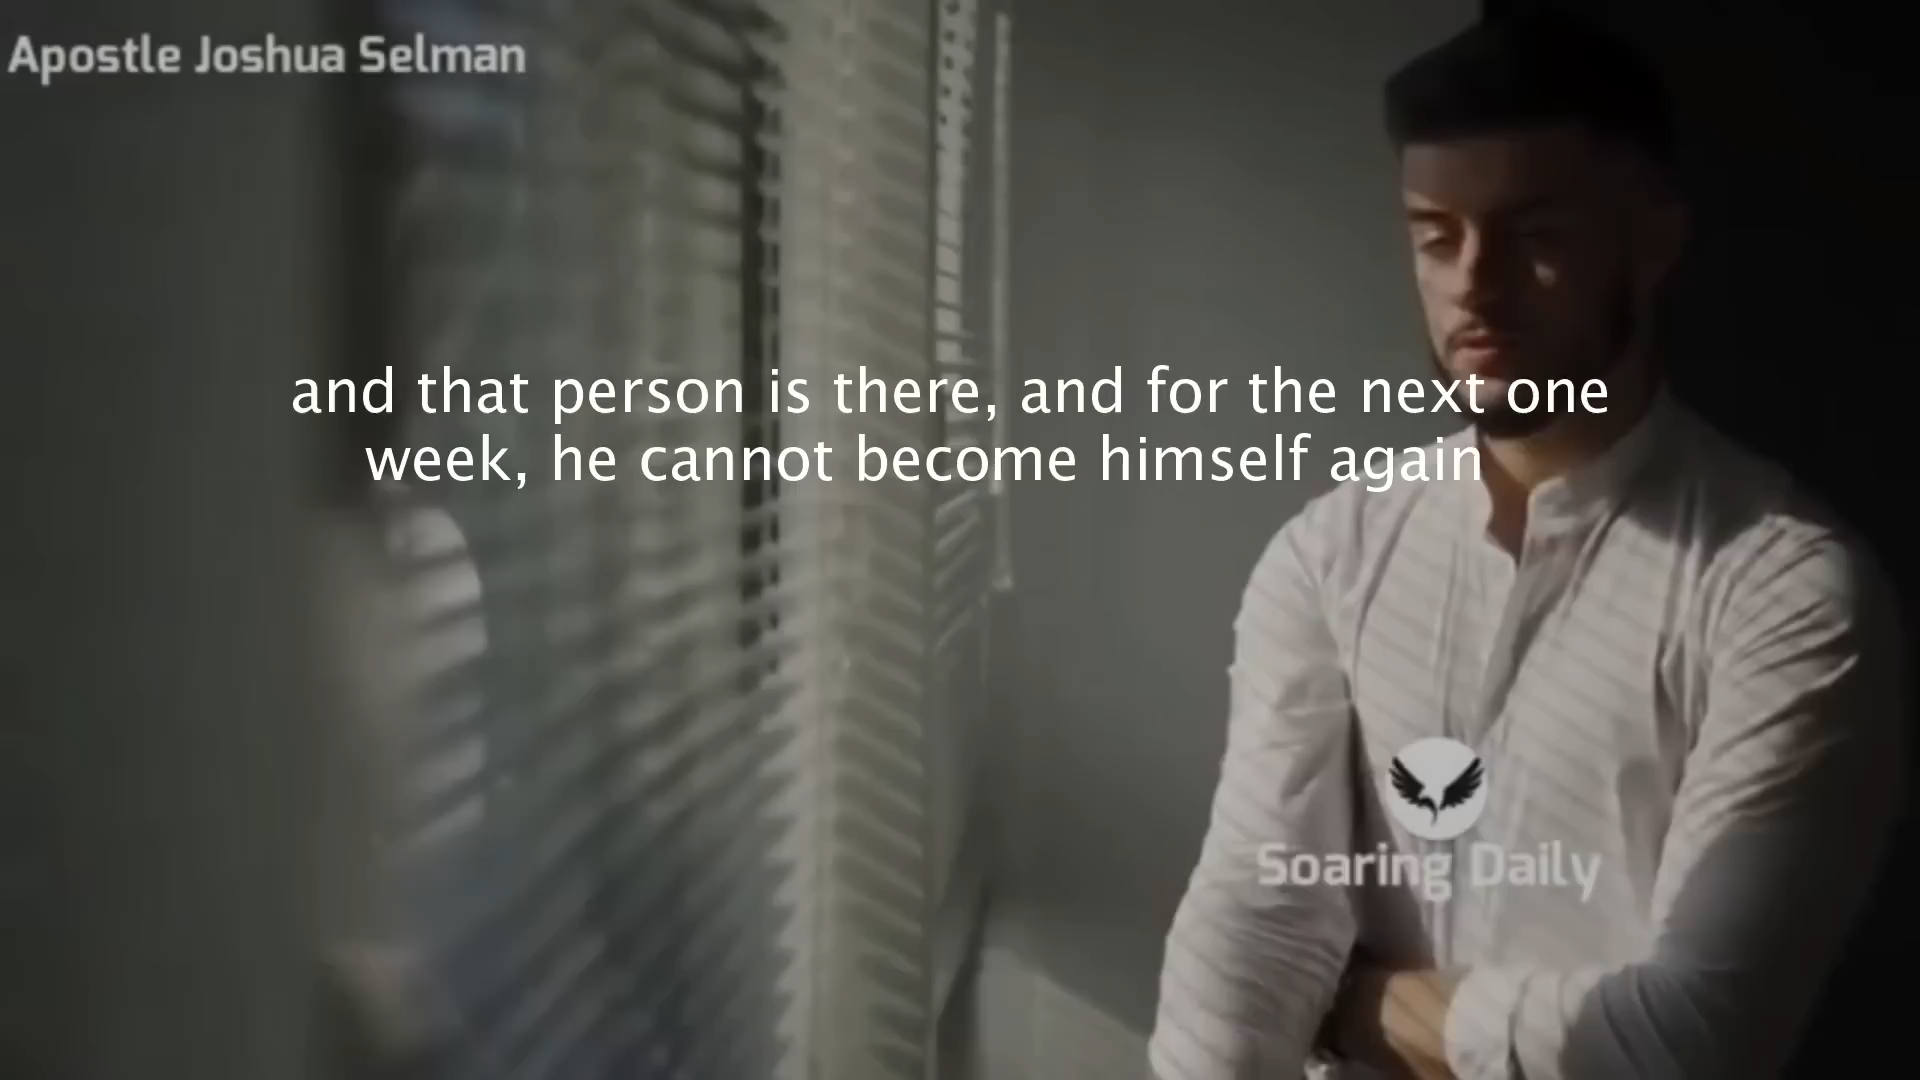 Apostle Joshua Selman
and that person is there, and for the next one
week, he cannot become himself again
Soaring Daily